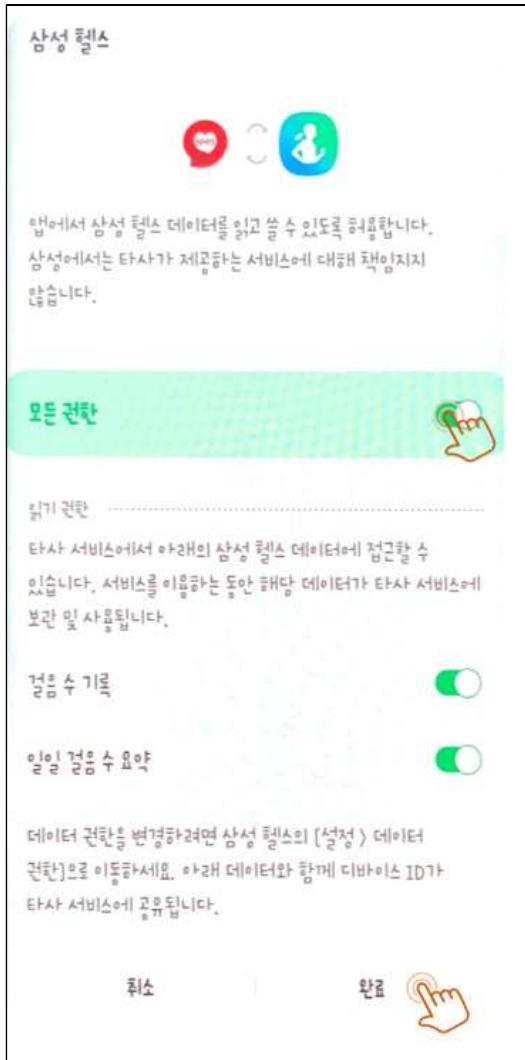 삼성 헬스
앱에서 삼성 헬스 데이터를 읽고 쓸 수 있도록 허용합니다.
삼성에서는 타사가 제공하는 서비스에 대해 책임지지
않습니다.
모든 권한
읽기 권한
타사 서비스에서 아래의 삼성 헬스 데이터에 접근할 수
있습니다. 서비스를 이용하는 동안 해당 데이터가 타사 서비스에
보관 및 사용됩니다.
걸음 수 기록
일일 걸음 수 요약
데이터 권한을 변경하려면 삼성 헬스의 [설정 > 데이터
권한]으로 이동하세요. 아래 데이터와 함께 디바이스 ID가
타사 서비스에 공유됩니다.
취소 완료